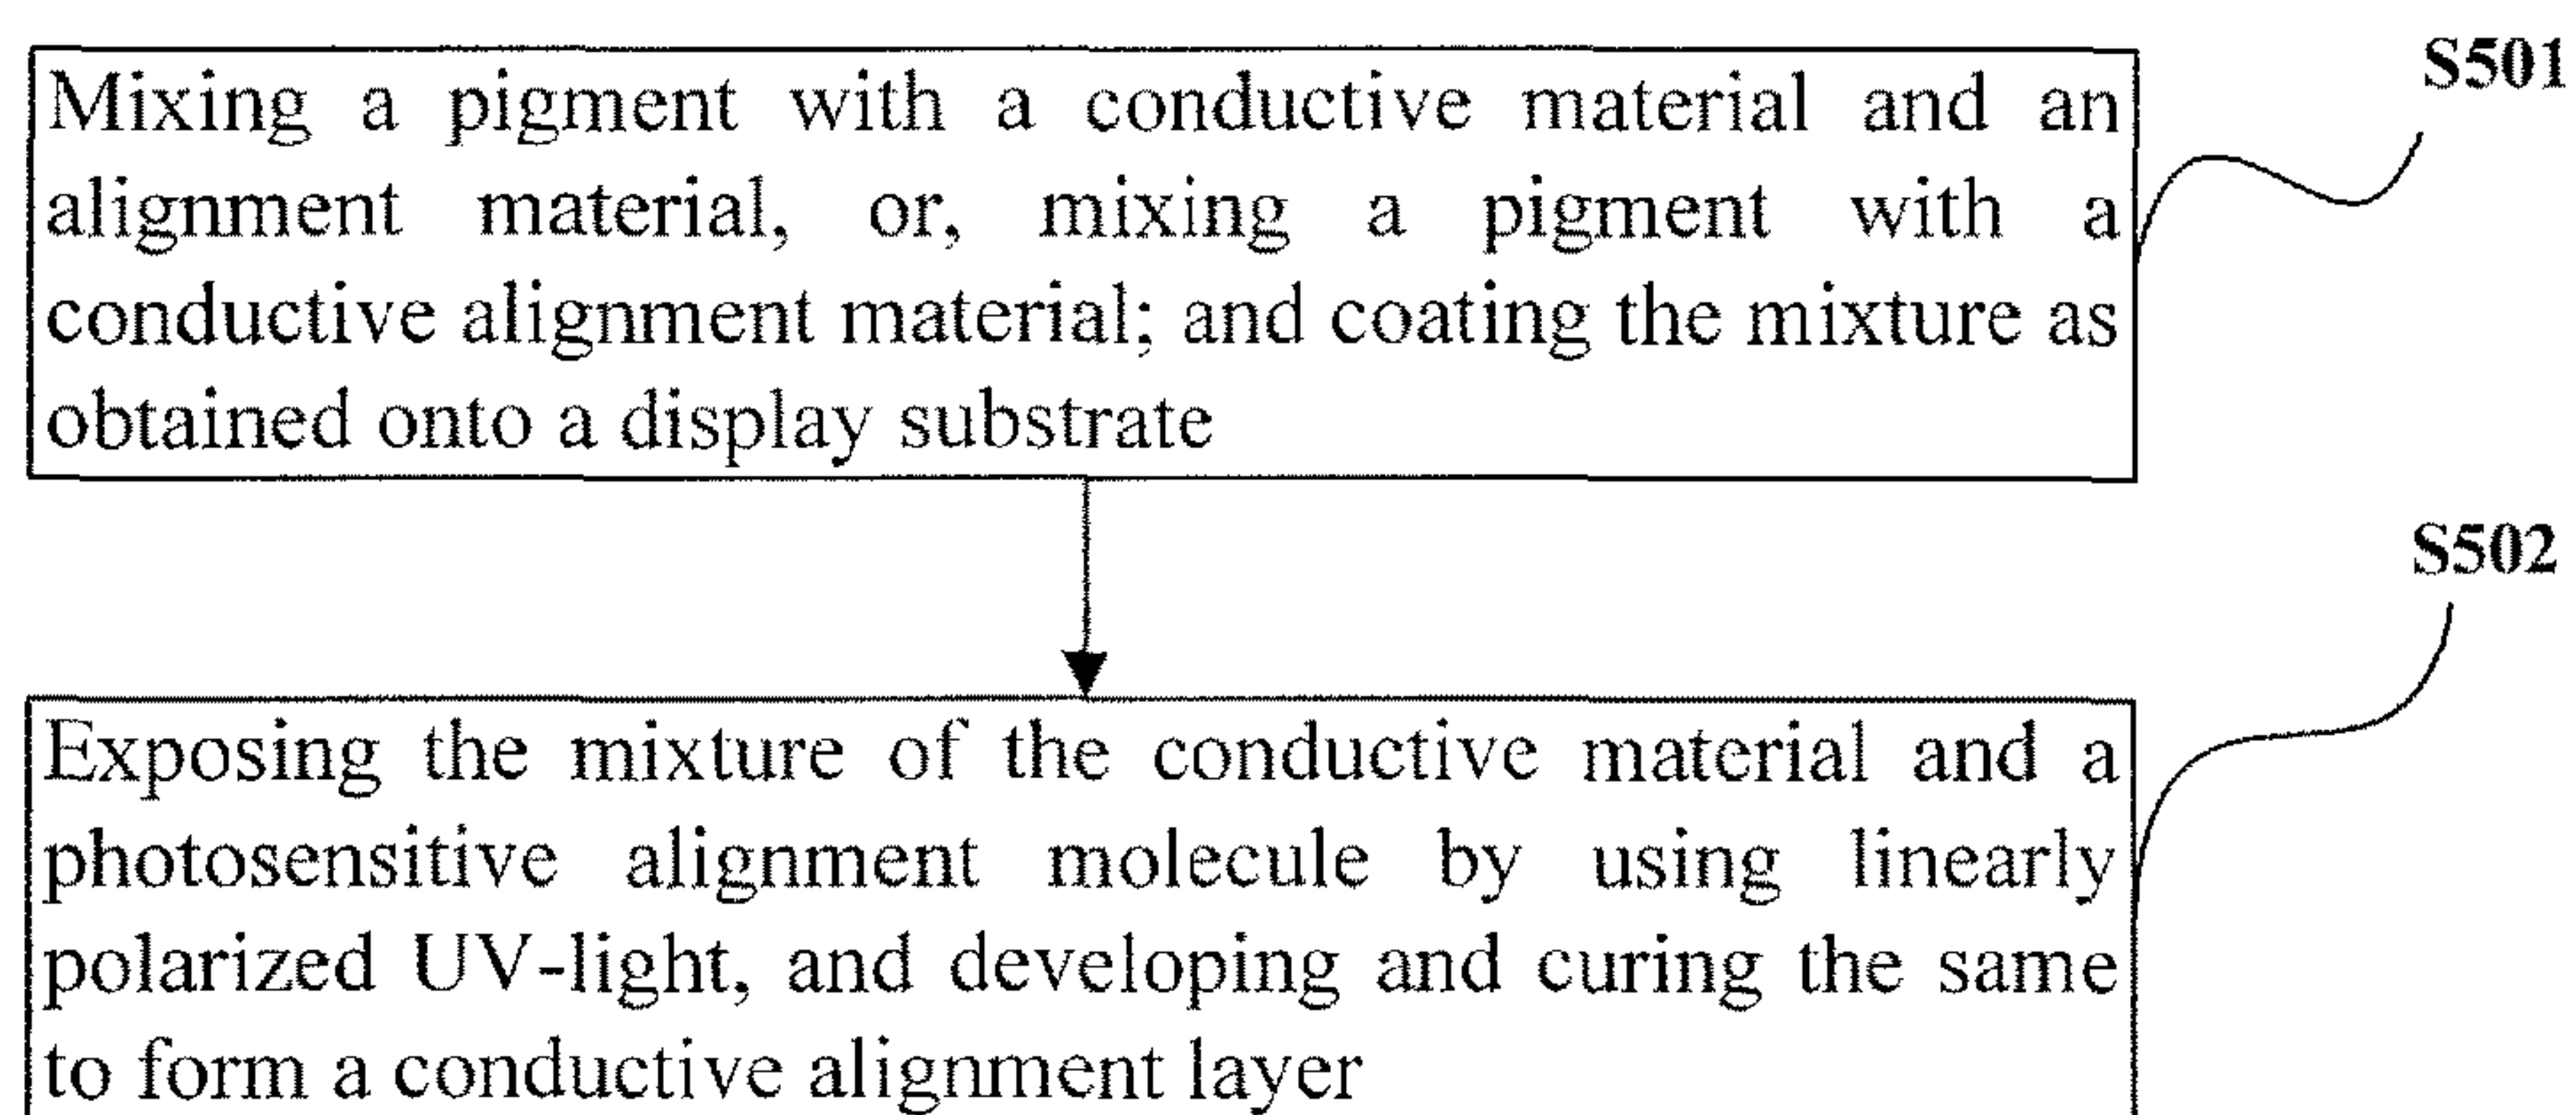 S501
Mixing a pigment with a conductive material and an
alignment material, or, mixing a pigment with a
conductive alignment material; and coating the mixture as
obtained onto a display substrate
S502
Exposing the mixture of the conductive material and a
photosensitive alignment molecule by using linearly
polarized UV-light, and developing and curing the same
to form a conductive alignment layer